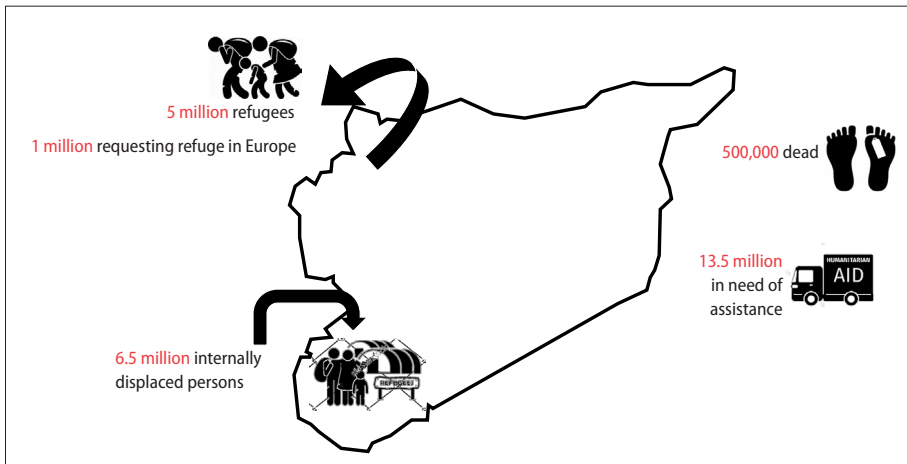 5 million refugees
1 million requesting refuge in Europe
500,000 dead
HUMANITARIAN
AID
13.5 million
in need of
assistance
6.5 million internally
displaced persons
REFUGEES